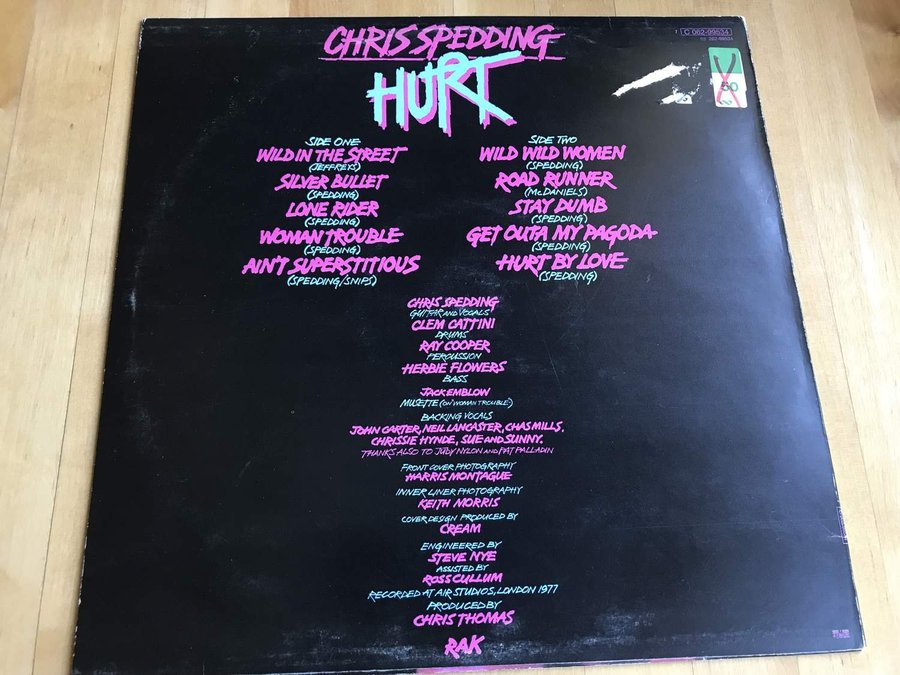 CHRIS SPEDDING
1 C 062-99534
062-99534
HURT
50
SIDE ONE
WILD IN THE STREET
(JEFFREYS)
SILVER BULLET
(SPEDDING)
LONE RIDER
(SPEDDING)
WOMAN TROUBLE
(SPEDDING)
AIN'T SUPERSTITIOUS
(SPEDDING/SNIPS)
SIDE TWO
WILD WILD WOMEN
(SPEDDING)
ROAD RUNNER
(McDANIELS)
STAY DUMB
(SPEDDING)
GET OUTA MY PAGODA
(SPEDDING)
HURT BY LOVE
(SPEDDING)
CHRIS SPEDDING
GUITAR AND VOCALS
CLEM CATTINI
DRUMS
RAY COOPER
PERCUSSION
HERBIE FLOWERS
BASS
JACK EMBLOW
MUSETTE (ON 'WOMAN TROUBLE')
BACKING VOCALS
JOHN CARTER, NEIL LANCASTER, CHAS MILLS,
CHRISSIE HYNDE, SUE AND SUNNY.
THANKS ALSO TO JUDY NYLON AND PAT PALLADIN
FRONT COVER PHOTOGRAPHY
HARRIS MONTAGUE
INNER LINER PHOTOGRAPHY
KEITH MORRIS
COVER DESIGN PRODUCED BY
CREAM
ENGINEERED BY
STEVE NYE
ASSISTED BY
ROSS CULLUM
RECORDED AT AIR STUDIOS, LONDON 1977
PRODUCED BY
CHRIS THOMAS
RAK